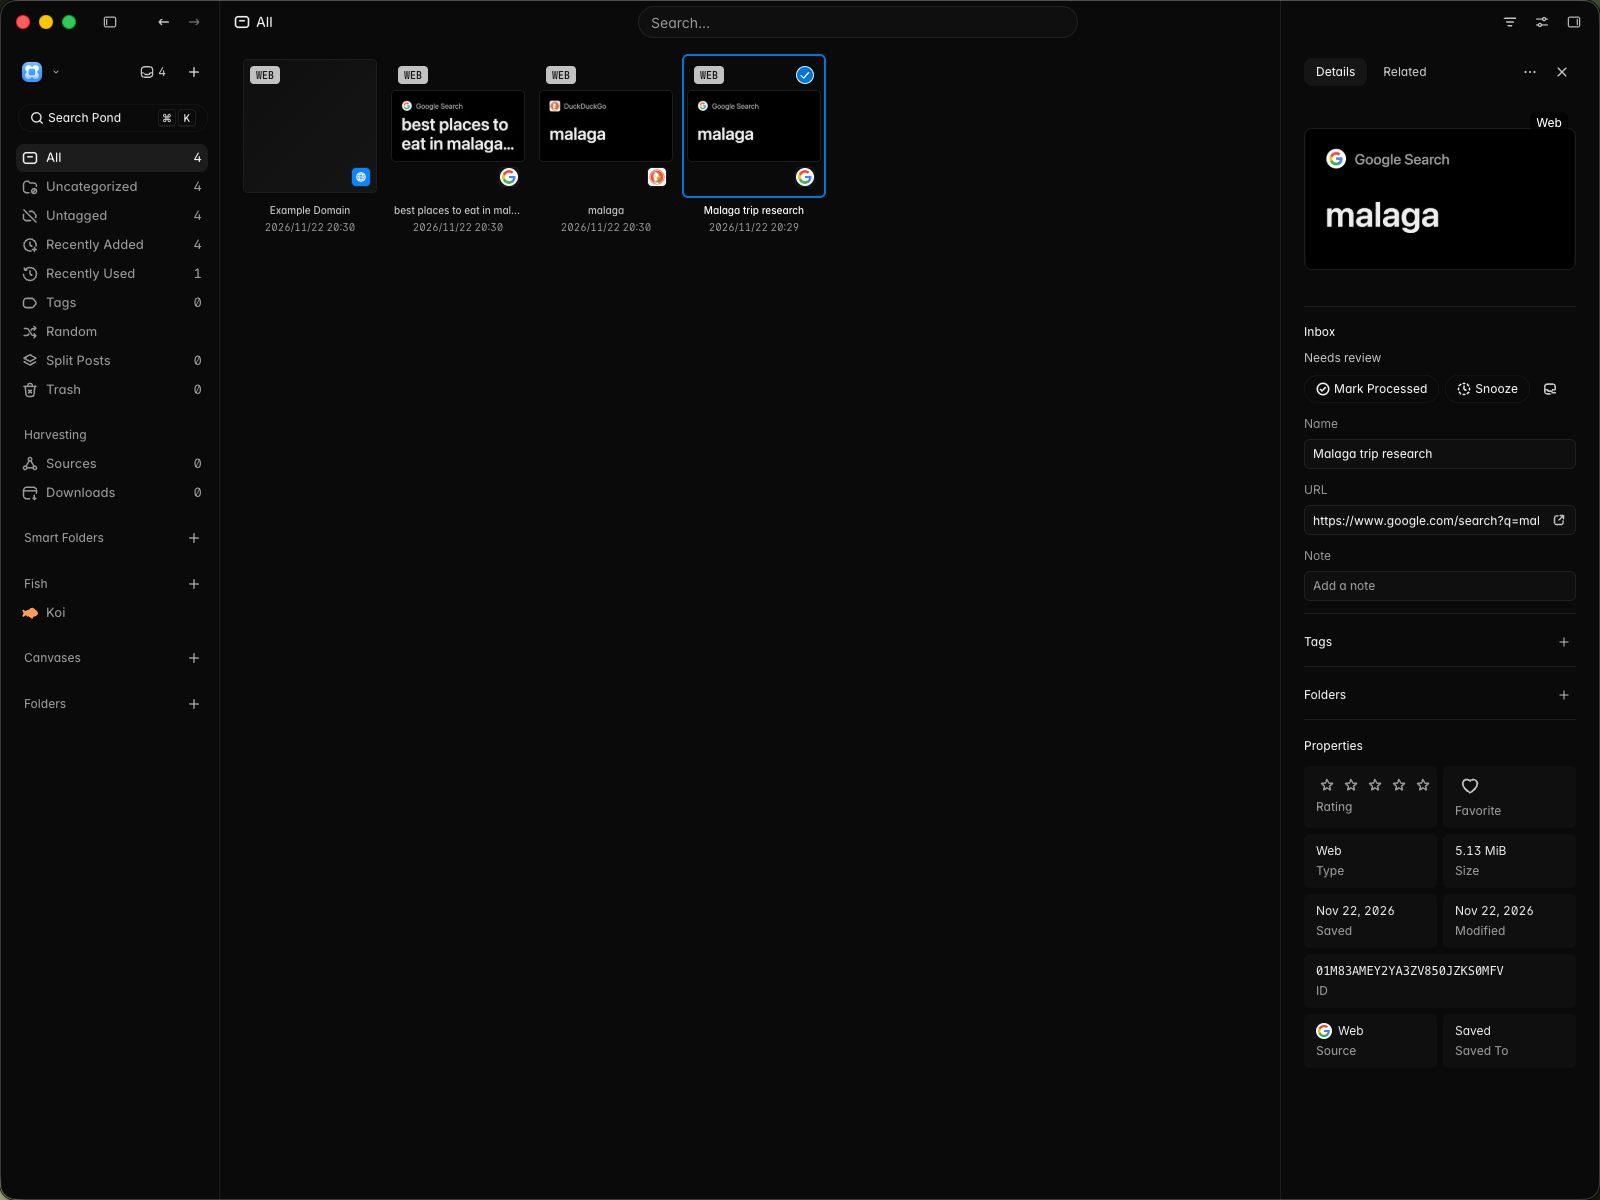 All
Search...
4
Search Pond
⌘ K
All 4
Uncategorized 4
Untagged 4
Recently Added 4
Recently Used 1
Tags 0
Random
Split Posts 0
Trash 0
Harvesting
Sources 0
Downloads 0
Smart Folders
Fish
Koi
Canvases
Folders
WEB
Example Domain
2026/11/22 20:30
WEB
Google Search
best places to
eat in malaga...
best places to eat in mal...
2026/11/22 20:30
WEB
DuckDuckGo
malaga
malaga
2026/11/22 20:30
WEB
Google Search
malaga
Malaga trip research
2026/11/22 20:29
Details Related
Web
Google Search
malaga
Inbox
Needs review
Mark Processed Snooze
Name
Malaga trip research
URL
https://www.google.com/search?q=mal
Note
Add a note
Tags
Folders
Properties
Rating
Favorite
Web
Type
5.13 MiB
Size
Nov 22, 2026
Saved
Nov 22, 2026
Modified
01M83AMEY2YA3ZV850JZKS0MFV
ID
Web
Source
Saved
Saved To